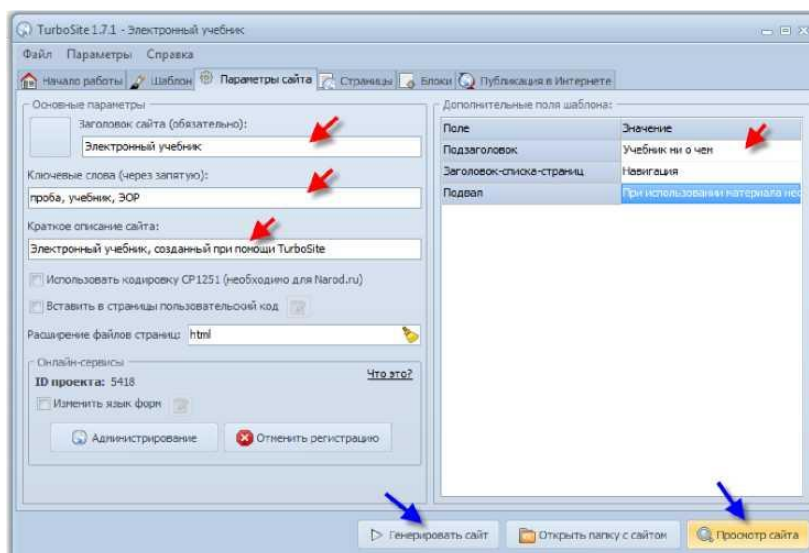 TurboSite 1.7.1 - Электронный учебник
Файл Параметры Справка
Начало работы Шаблон Параметры сайта Страницы Блоки Публикация в Интернете
Основные параметры
Заголовок сайта (обязательно):
Электронный учебник
Ключевые слова (через запятую):
проба, учебник, ЭОР
Краткое описание сайта:
Электронный учебник, созданный при помощи TurboSite
Использовать кодировку CP1251 (необходимо для Narod.ru)
Вставить в страницы пользовательский код
Расширение файлов страниц: html
Онлайн-сервисы
ID проекта: 5418
Что это?
Изменить язык форм
Администрирование
Отменить регистрацию
Дополнительные поля шаблона:
Поле Значение
Подзаголовок Учебник ни о чем
Заголовок-списка-страниц Навигация
Подвал При использовании материала нео
Генерировать сайт Открыть папку с сайтом Просмотр сайта